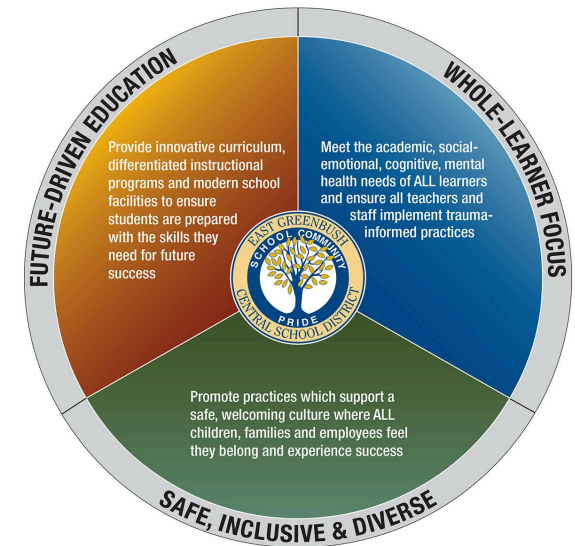 FUTURE-DRIVEN EDUCATION
Provide innovative curriculum,
differentiated instructional
programs and modern school
facilities to ensure
students are prepared
with the skills they
need for future
success
WHOLE-LEARNER FOCUS
Meet the academic, social-
emotional, cognitive, mental
health needs of ALL learners
and ensure all teachers and
staff implement trauma-
informed practices
EAST GREENBUSH
CENTRAL SCHOOL DISTRICT
SCHOOL COMMUNITY
PRIDE
Promote practices which support a
safe, welcoming culture where ALL
children, families and employees feel
they belong and experience success
SAFE, INCLUSIVE & DIVERSE